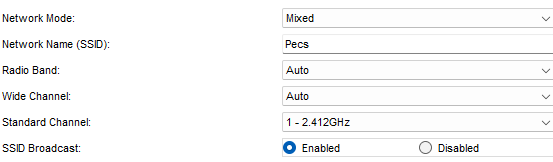 Network Mode: Mixed
Network Name (SSID): Pecs
Radio Band: Auto
Wide Channel: Auto
Standard Channel: 1 - 2.412GHz
SSID Broadcast: Enabled Disabled